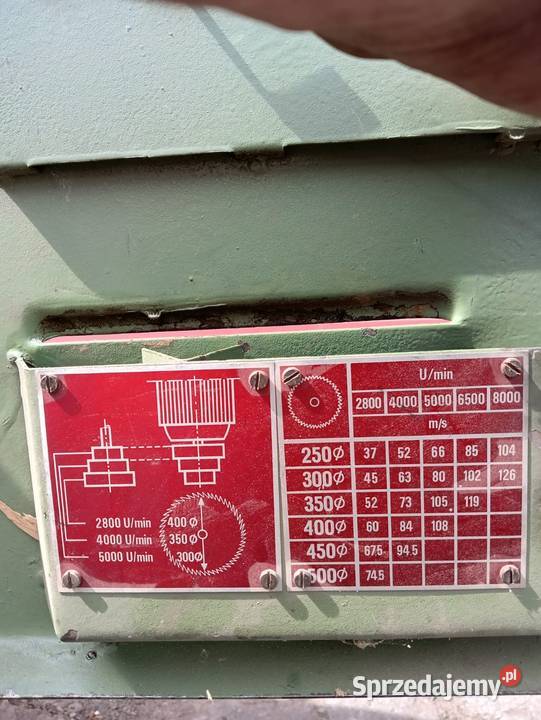 2800 U/min 400 ø
4000 U/min 350 ø
5000 U/min 300 ø
U/min
2800 4000 5000 6500 8000
m/s
250 ø 37 52 66 85 104
300 ø 45 63 80 102 126
350 ø 52 73 105 119
400 ø 60 84 108
450 ø 675 94.5
500 ø 74.5
Sprzedajemy.pl